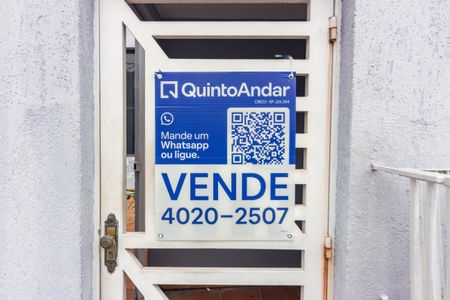 QuintoAndar
CRECI-SP J24.344
Mande um
Whatsapp
ou ligue.
VENDE
4020-2507